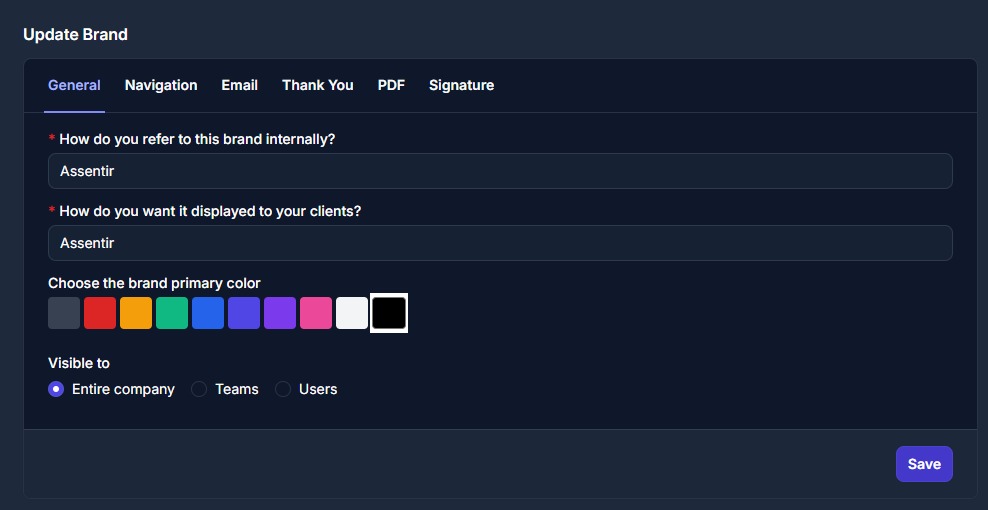 Update Brand
General Navigation Email Thank You PDF Signature
* How do you refer to this brand internally?
Assentir
* How do you want it displayed to your clients?
Assentir
Choose the brand primary color
Visible to
Entire company Teams Users
Save